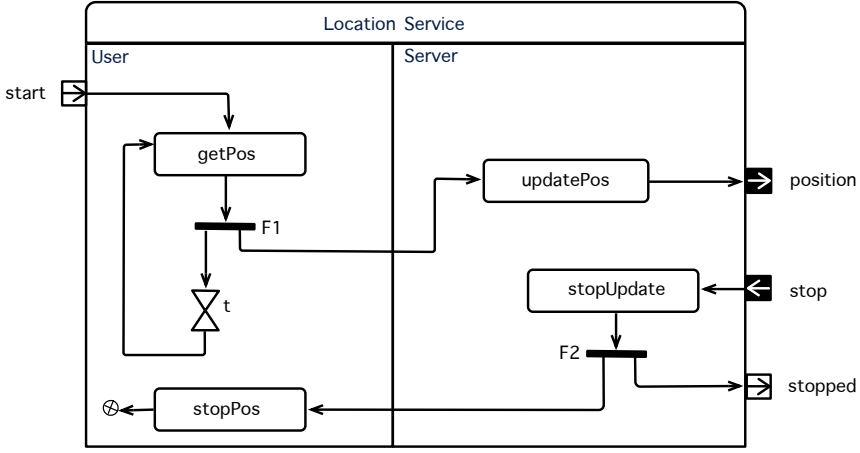 Location Service
User
Server
start
getPos
F1
t
updatePos
position
stopUpdate
stop
F2
stopped
stopPos